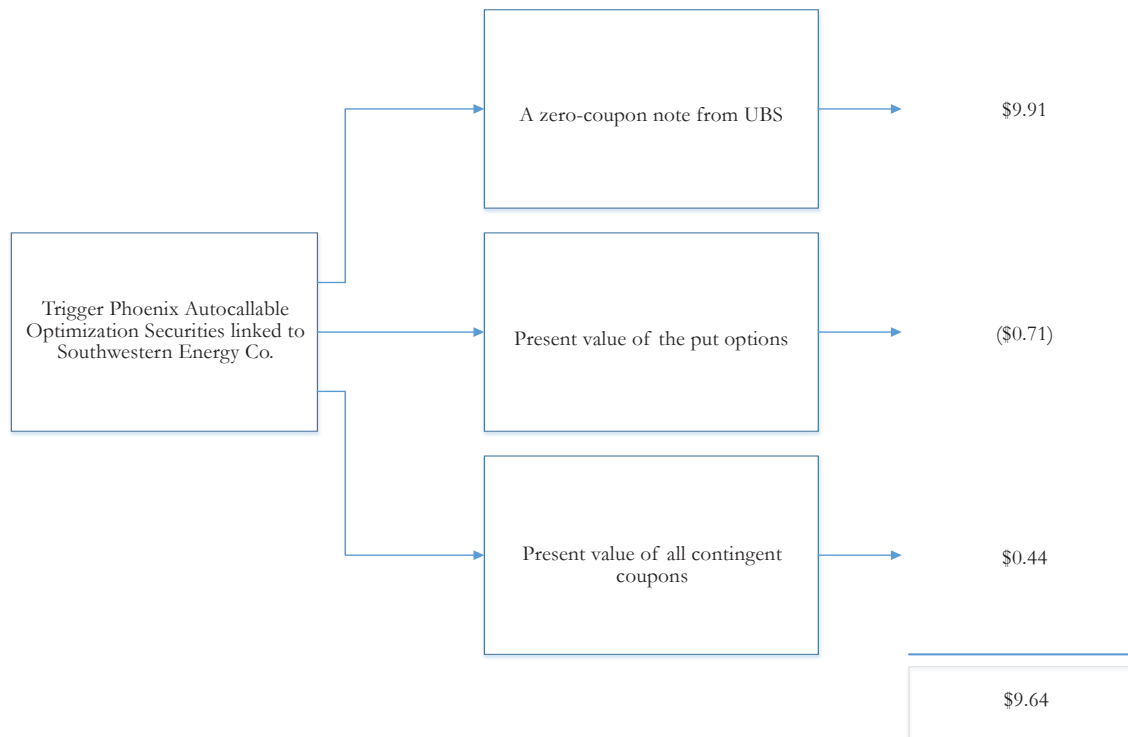 A zero-coupon note from UBS
$9.91
Trigger Phoenix Autocallable
Optimization Securities linked to
Southwestern Energy Co.
Present value of the put options
($0.71)
Present value of all contingent
coupons
$0.44
$9.64